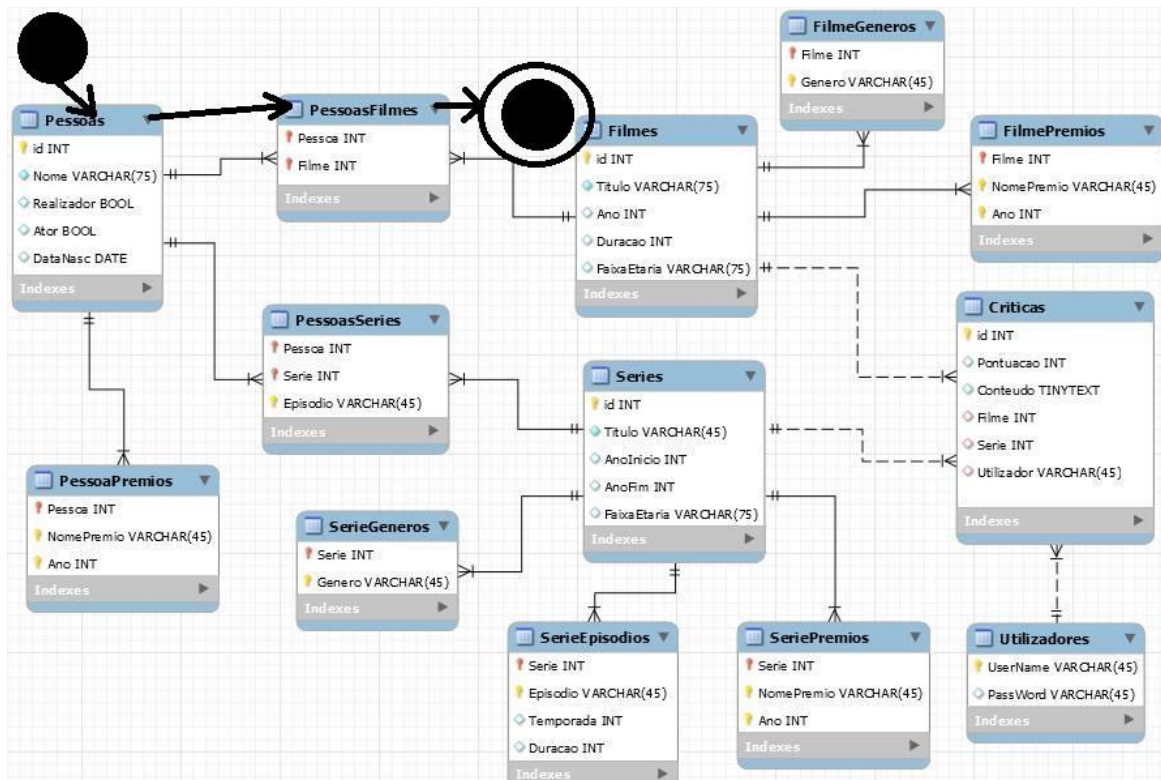 Pessoas
id INT
Nome VARCHAR(75)
Realizador BOOL
Ator BOOL
DataNasc DATE
Indexes
PessoasFilmes
Pessoa INT
Filme INT
Indexes
Filmes
id INT
Titulo VARCHAR(75)
Ano INT
Duracao INT
FaixaEtaria VARCHAR(75)
Indexes
FilmeGeneros
Filme INT
Genero VARCHAR(45)
Indexes
FilmePremios
Filme INT
NomePremio VARCHAR(45)
Ano INT
Indexes
PessoasSeries
Pessoa INT
Serie INT
Episodio VARCHAR(45)
Indexes
Series
id INT
Titulo VARCHAR(45)
AnoInicio INT
AnoFim INT
FaixaEtaria VARCHAR(75)
Indexes
Criticas
id INT
Pontuacao INT
Conteudo TINYTEXT
Filme INT
Serie INT
Utilizador VARCHAR(45)
Indexes
PessoaPremios
Pessoa INT
NomePremio VARCHAR(45)
Ano INT
Indexes
SerieGeneros
Serie INT
Genero VARCHAR(45)
Indexes
SerieEpisodios
Serie INT
Episodio VARCHAR(45)
Temporada INT
Duracao INT
Indexes
SeriePremios
Serie INT
NomePremio VARCHAR(45)
Ano INT
Indexes
Utilizadores
UserName VARCHAR(45)
PassWord VARCHAR(45)
Indexes